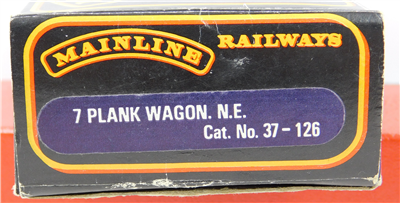 MAINLINE RAILWAYS
7 PLANK WAGON. N.E.
Cat. No. 37-126